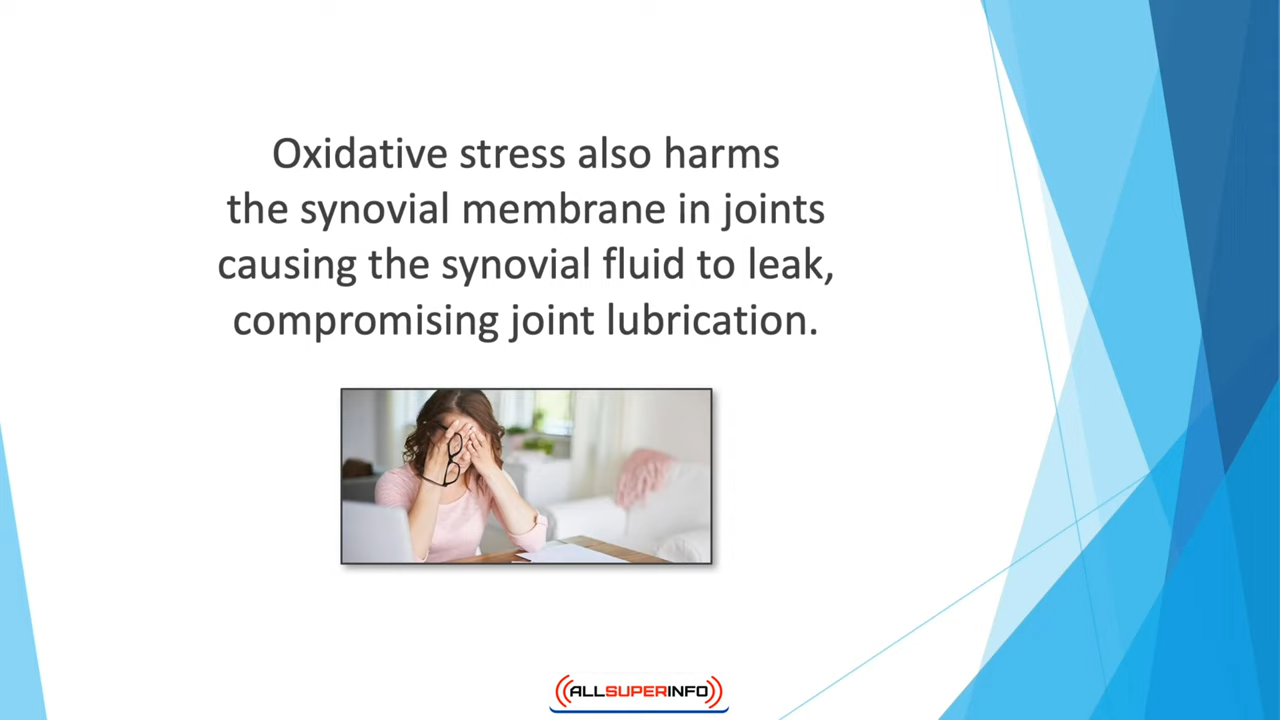 Oxidative stress also harms
the synovial membrane in joints
causing the synovial fluid to leak,
compromising joint lubrication.
ALLSUPERINFO